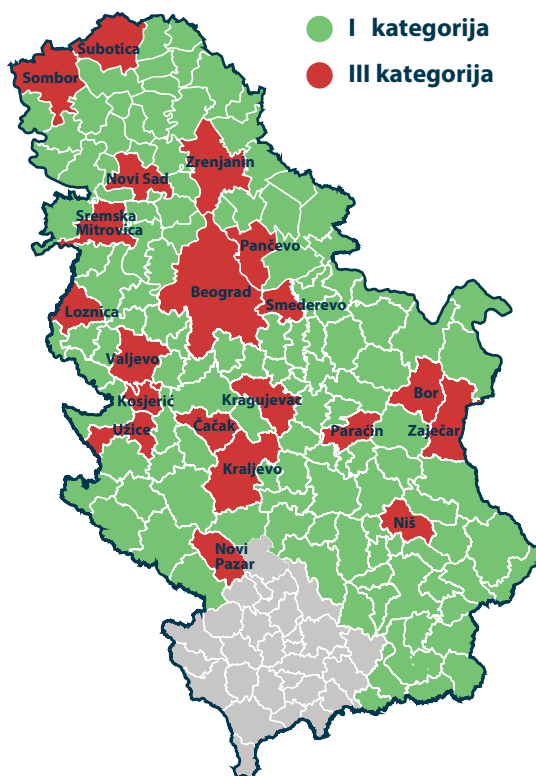 I kategorija
III kategorija
Subotica
Sombor
Zrenjanin
Novi Sad
Sremska
Mitrovica
Pančevo
Beograd
Smederevo
Loznica
Valjevo
Kosjerić
Kragujevac
Bor
Užice
Čačak
Paraćin
Zaječar
Kraljevo
Niš
Novi
Pazar